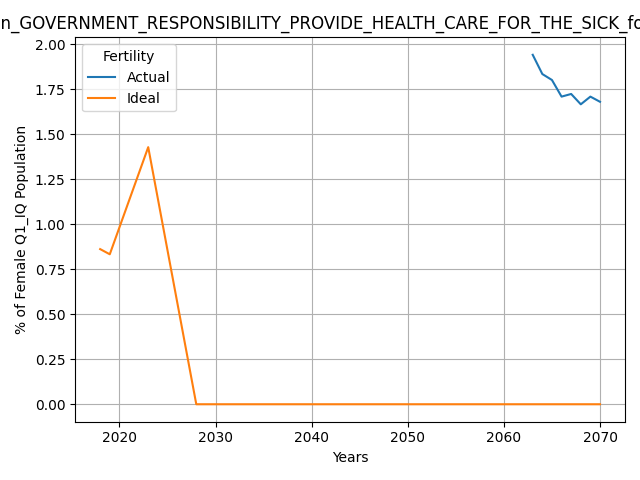 n_GOVERNMENT_RESPONSIBILITY_PROVIDE_HEALTH_CARE_FOR_THE_SICK_fo
Fertility
Actual
Ideal
2.00
1.75
1.50
1.25
1.00
0.75
0.50
0.25
0.00
% of Female Q1_IQ Population
2020 2030 2040 2050 2060 2070
Years